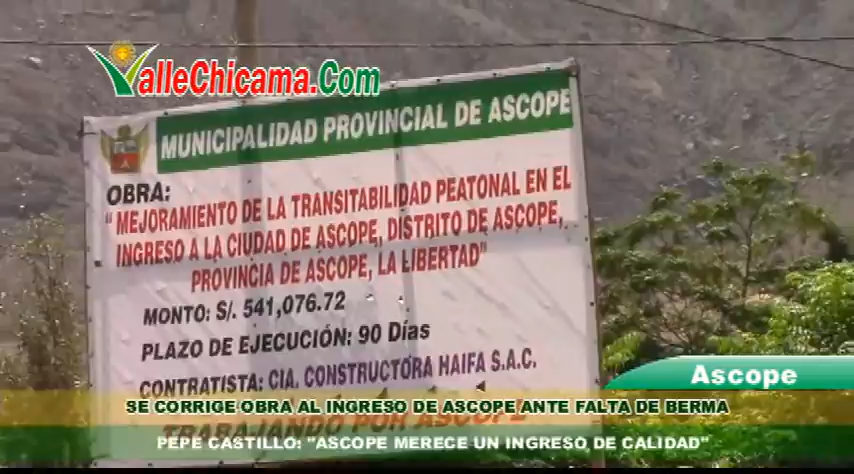 ValleChicama.Com
MUNICIPALIDAD PROVINCIAL DE ASCOPE
OBRA:
"MEJORAMIENTO DE LA TRANSITABILIDAD PEATONAL EN EL
INGRESO A LA CIUDAD DE ASCOPE, DISTRITO DE ASCOPE,
PROVINCIA DE ASCOPE, LA LIBERTAD"
MONTO: S/. 541,076.72
PLAZO DE EJECUCIÓN: 90 Días
CONTRATISTA: CIA. CONSTRUCTORA HAIFA S.A.C.
Ascope
SE CORRIGE OBRA AL INGRESO DE ASCOPE ANTE FALTA DE BERMA
TRABAJANDO POR ASCOPE
PEPE CASTILLO: "ASCOPE MERECE UN INGRESO DE CALIDAD"